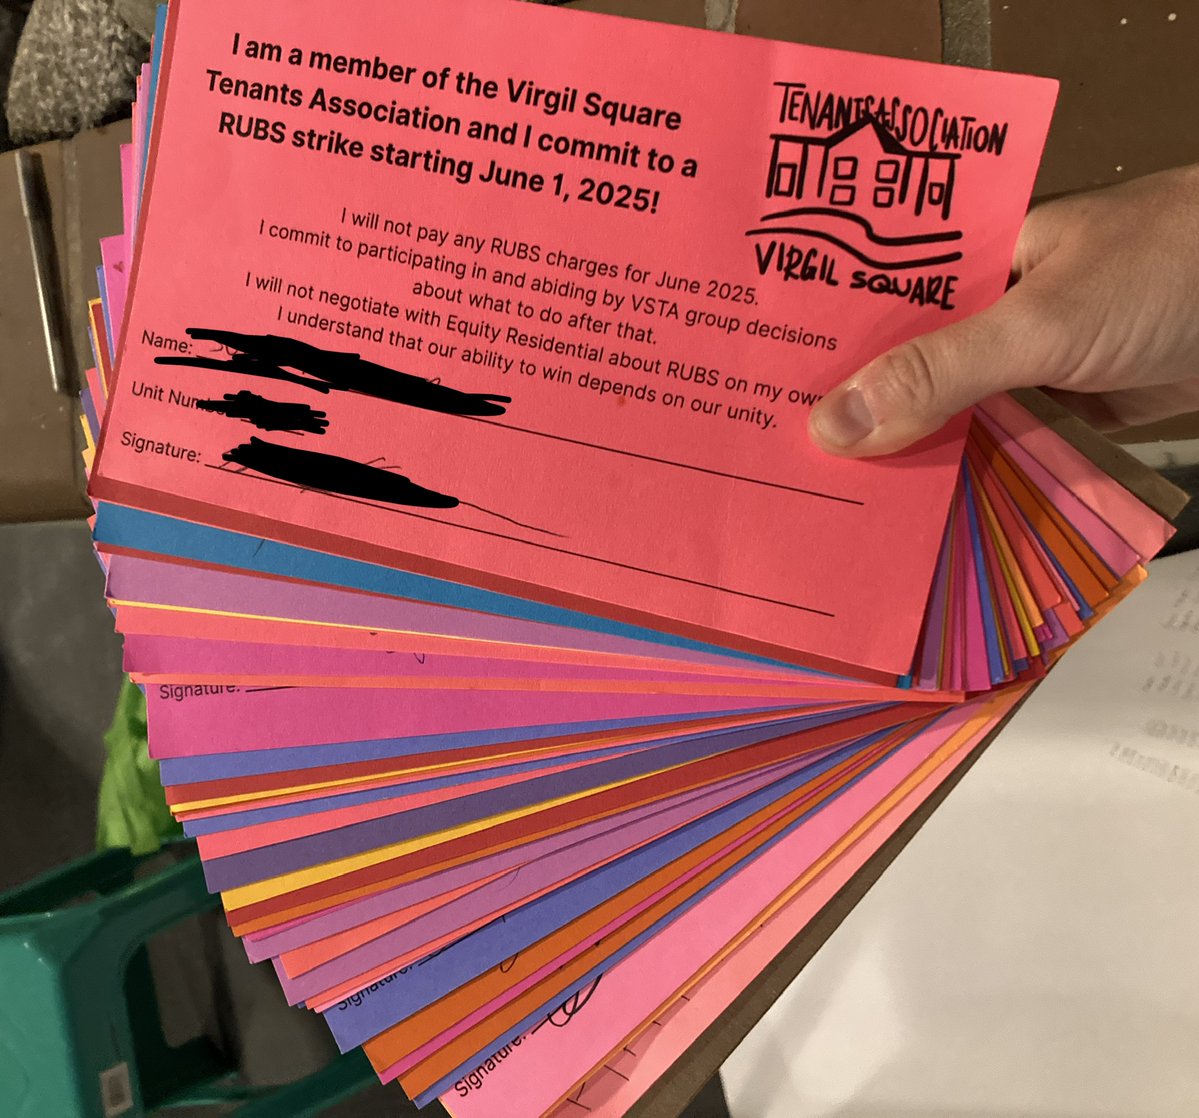 I am a member of the Virgil Square
Tenants Association and I commit to a
RUBS strike starting June 1, 2025!
TENANTS ASSOCIATION
VIRGIL SQUARE
I will not pay any RUBS charges for June 2025.
I commit to participating in and abiding by VSTA group decisions
about what to do after that.
I will not negotiate with Equity Residential about RUBS on my ow
I understand that our ability to win depends on our unity.
Name:
Unit Num
Signature:
Signature:
Signature:
Signature: